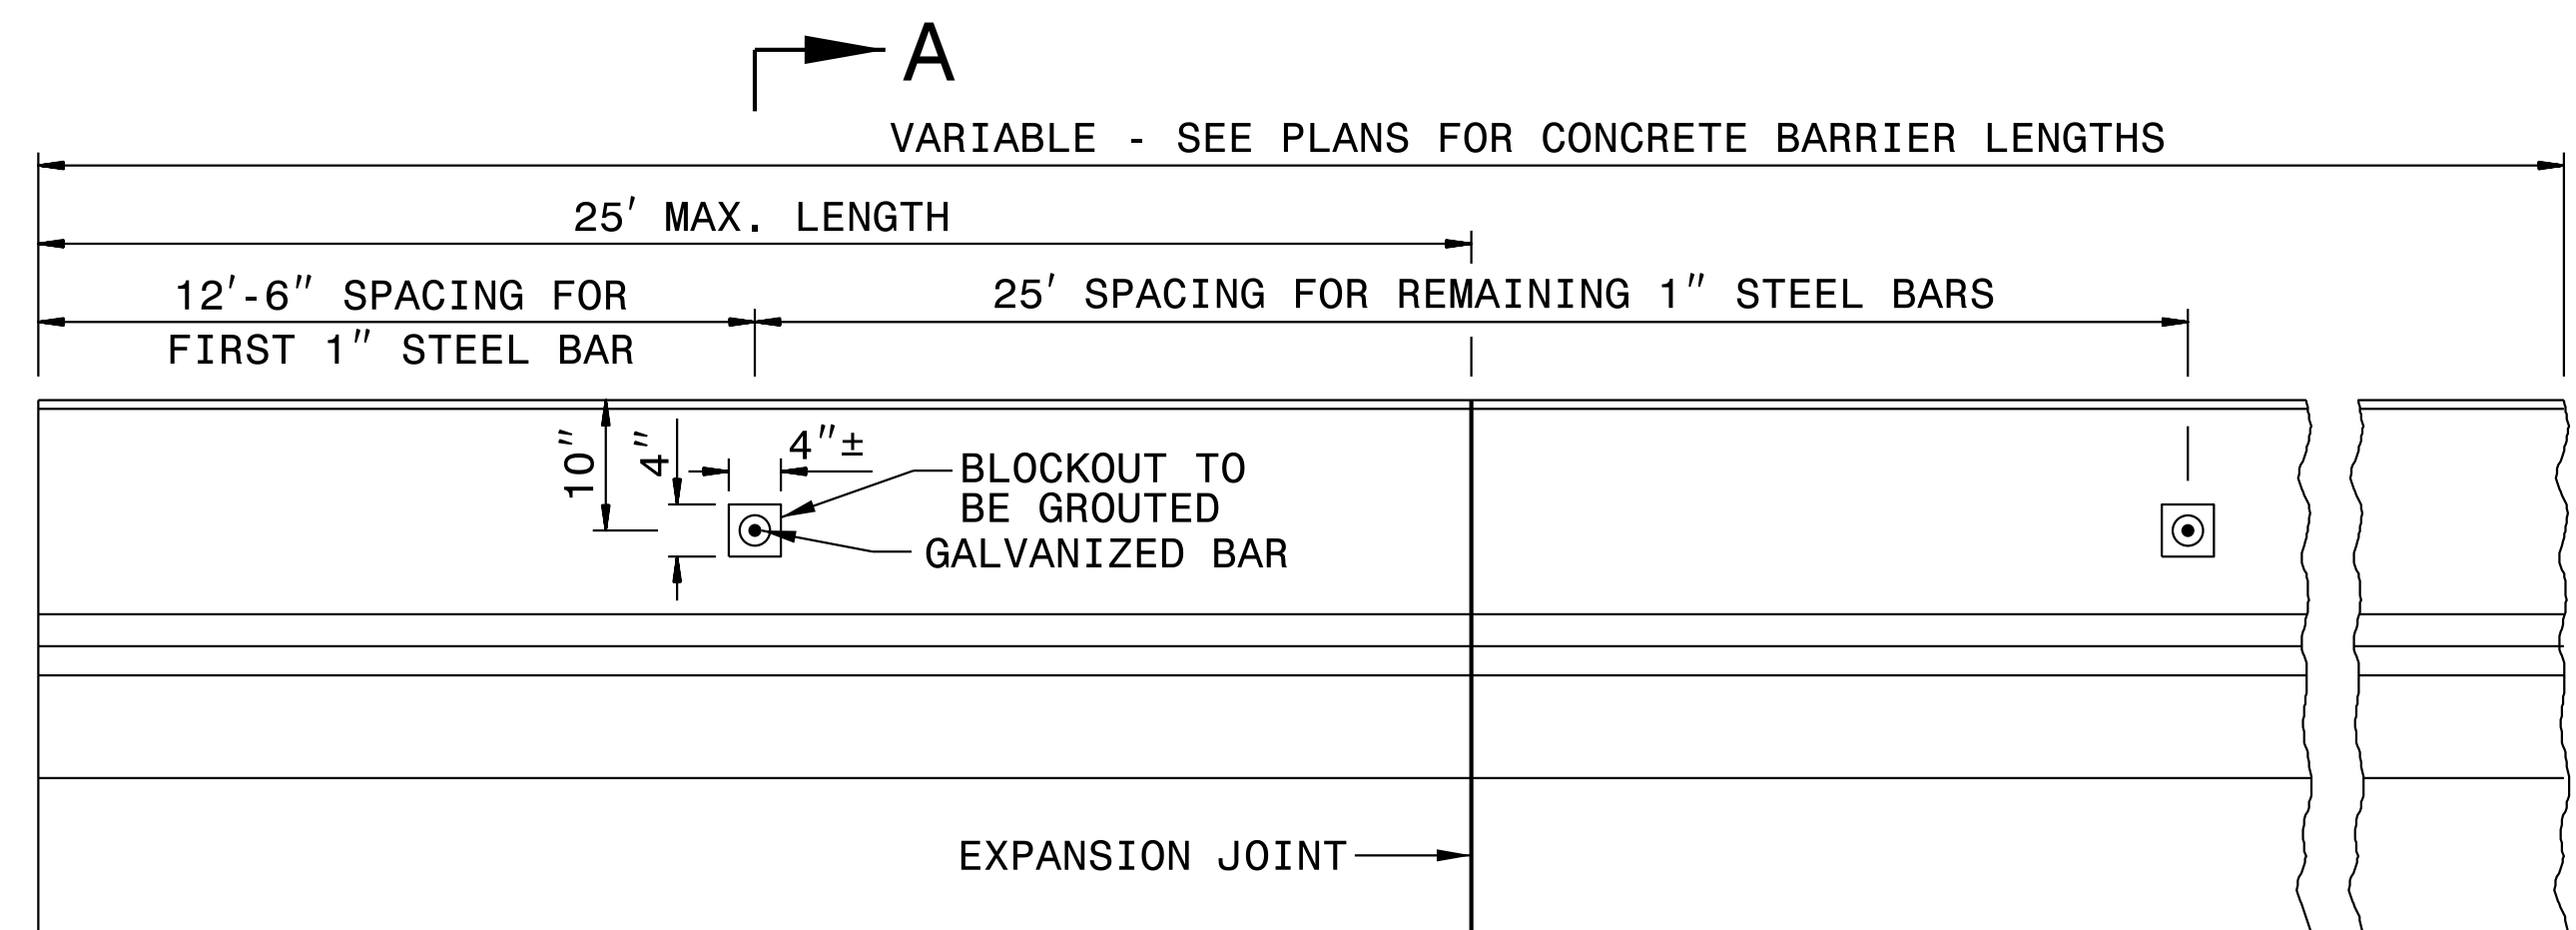 A
VARIABLE - SEE PLANS FOR CONCRETE BARRIER LENGTHS
25' MAX. LENGTH
12'-6" SPACING FOR
FIRST 1" STEEL BAR
25' SPACING FOR REMAINING 1" STEEL BARS
10"
4"
4"±
BLOCKOUT TO
BE GROUTED
GALVANIZED BAR
EXPANSION JOINT